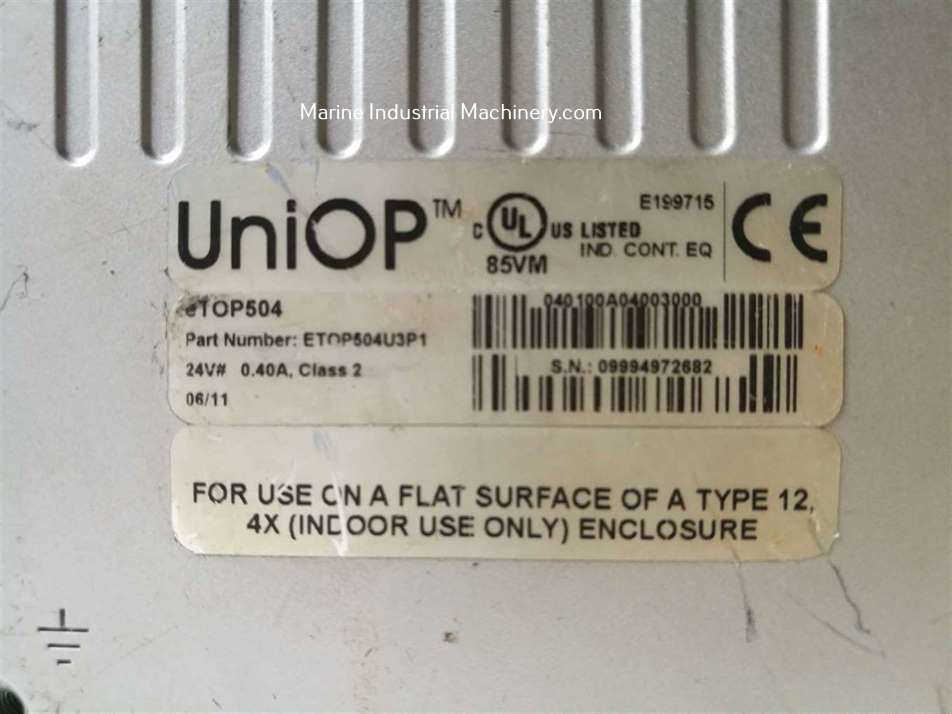 Marine Industrial Machinery.com
UniOP™
C UL US LISTED
E199715
IND. CONT. EQ
85VM
CE
eTOP504
Part Number: ETOP504U3P1
24V# 0.40A, Class 2
06/11
040100A04003000
S.N.: 09994972682
FOR USE ON A FLAT SURFACE OF A TYPE 12,
4X (INDOOR USE ONLY) ENCLOSURE